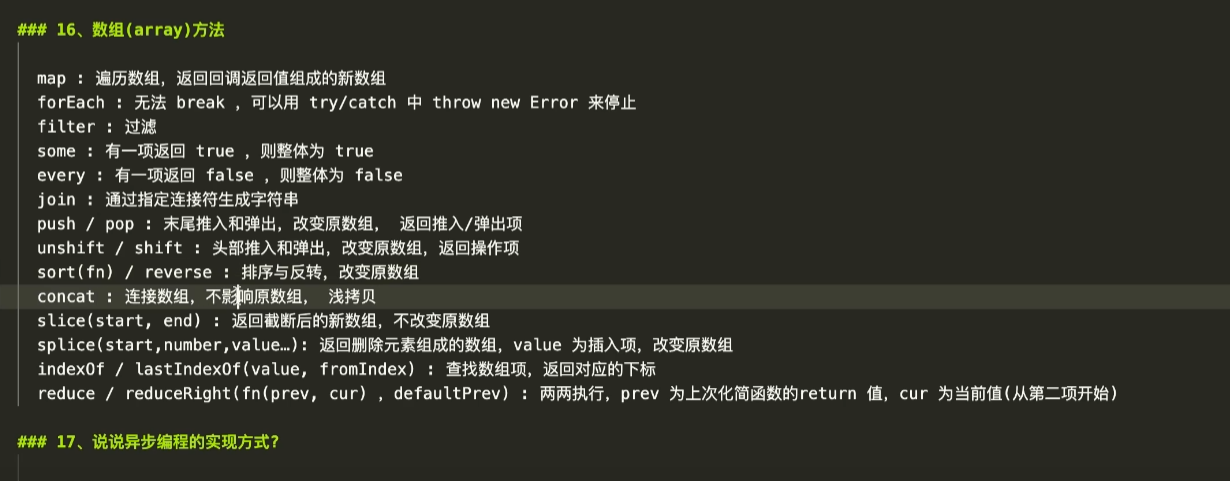 ### 16、数组(array)方法
map : 遍历数组，返回回调返回值组成的新数组
forEach : 无法 break ，可以用 try/catch 中 throw new Error 来停止
filter : 过滤
some : 有一项返回 true ，则整体为 true
every : 有一项返回 false ，则整体为 false
join : 通过指定连接符生成字符串
push / pop : 末尾推入和弹出，改变原数组， 返回推入/弹出项
unshift / shift : 头部推入和弹出，改变原数组，返回操作项
sort(fn) / reverse : 排序与反转，改变原数组
concat : 连接数组，不影响原数组， 浅拷贝
slice(start, end) : 返回截断后的新数组，不改变原数组
splice(start,number,value…): 返回删除元素组成的数组，value 为插入项，改变原数组
indexOf / lastIndexOf(value, fromIndex) : 查找数组项，返回对应的下标
reduce / reduceRight(fn(prev, cur) ，defaultPrev) : 两两执行，prev 为上次化简函数的return 值，cur 为当前值(从第二项开始)
### 17、说说异步编程的实现方式?